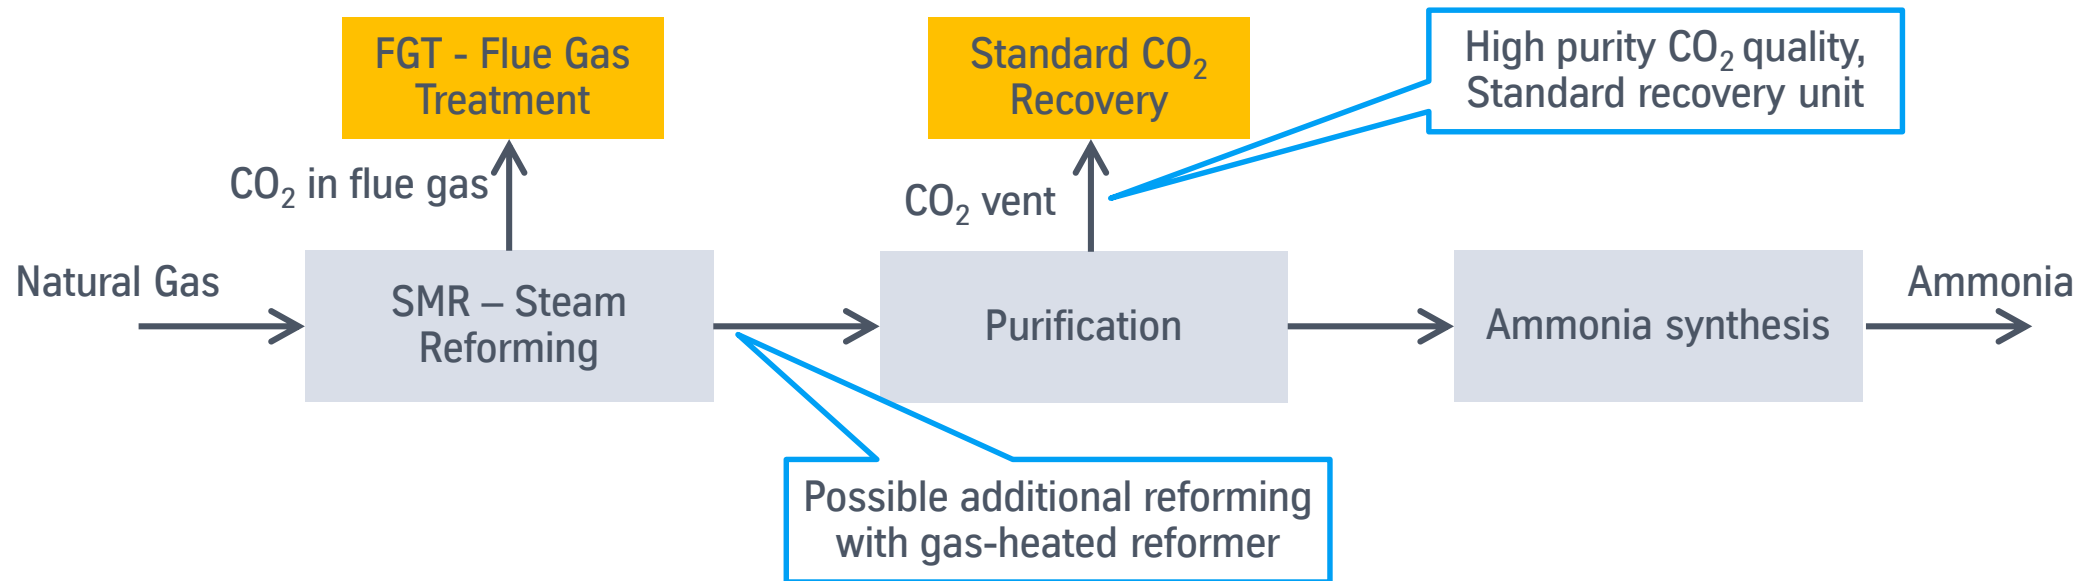 FGT - Flue Gas
Treatment
Standard CO₂
Recovery
High purity CO₂ quality,
Standard recovery unit
CO₂ in flue gas
CO₂ vent
Natural Gas
SMR – Steam
Reforming
Purification
Ammonia synthesis
Ammonia
Possible additional reforming
with gas-heated reformer